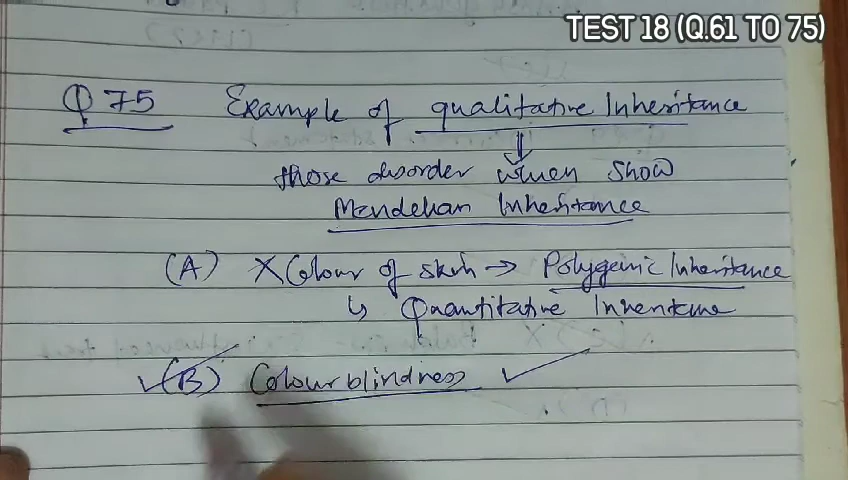 TEST 18 (Q.61 TO 75)
Q 75 Example of qualitative Inheritance
those disorder when show
Mendelian Inheritance
(A) X Colour of skin → Polygenic Inheritance
↳ Quantitative Inheritance
✓(B) Colourblindness ✓